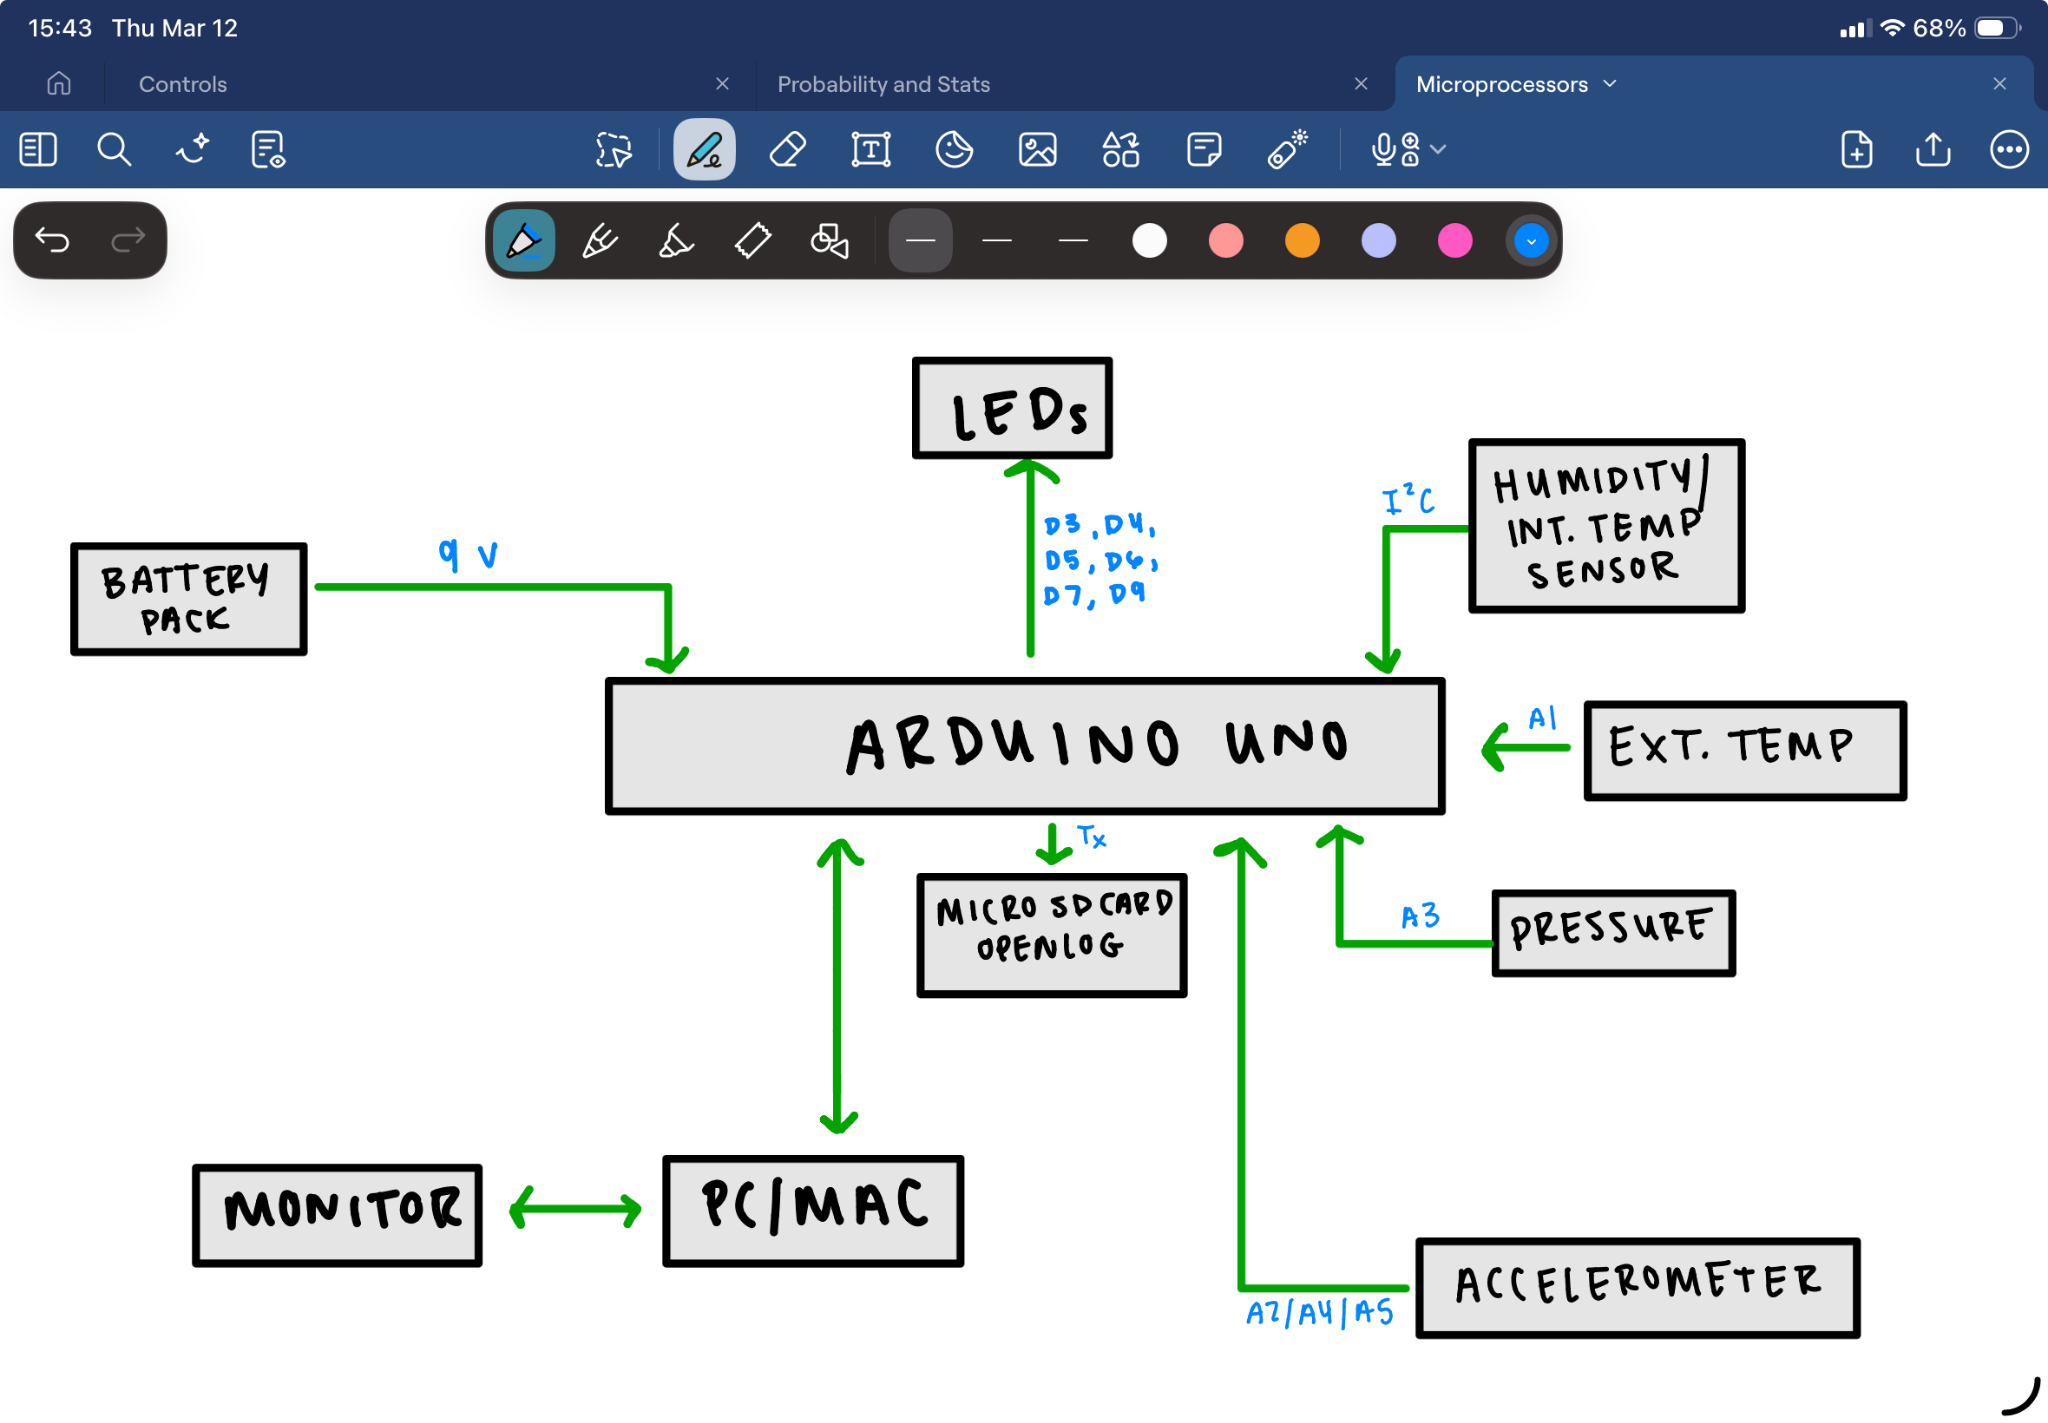 15:43 Thu Mar 12
68%
Controls
Probability and Stats
Microprocessors
LEDs
HUMIDITY/
INT. TEMP
SENSOR
I²C
D3, D4,
D5, D6,
D7, D9
9 V
BATTERY
PACK
ARDUINO UNO
A1
EXT. TEMP
Tx
MICRO SD CARD
OPENLOG
A3
PRESSURE
MONITOR
PC/MAC
ACCELEROMETER
A2/A4/A5